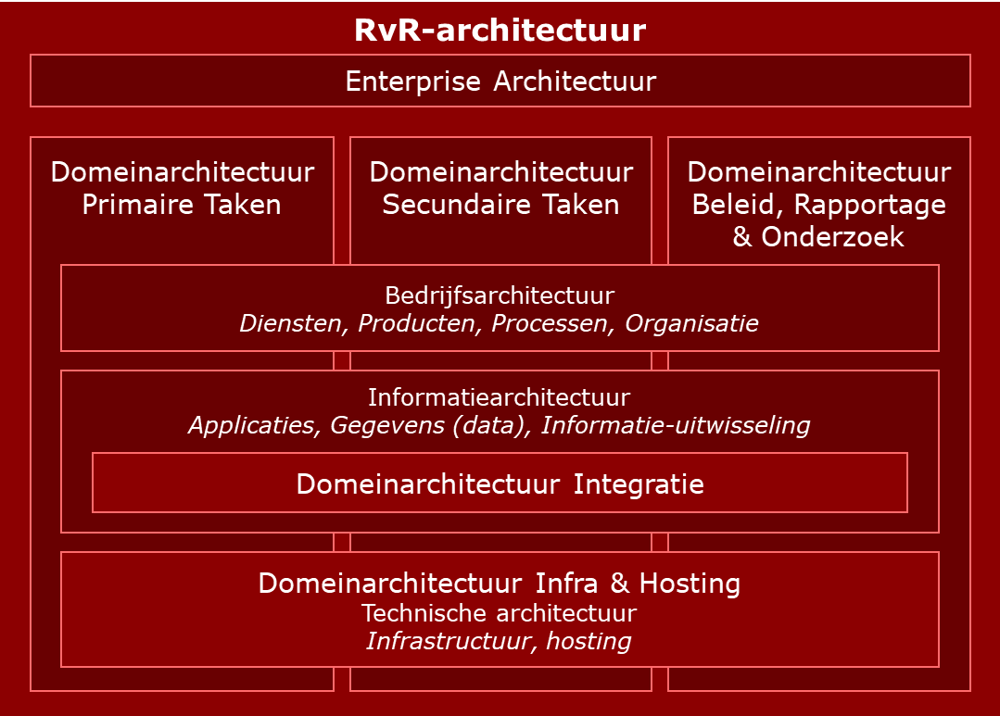 RvR-architectuur
Enterprise Architectuur
Domeinarchitectuur
Primaire Taken
Domeinarchitectuur
Secundaire Taken
Domeinarchitectuur
Beleid, Rapportage
& Onderzoek
Bedrijfsarchitectuur
Diensten, Producten, Processen, Organisatie
Informatiearchitectuur
Applicaties, Gegevens (data), Informatie-uitwisseling
Domeinarchitectuur Integratie
Domeinarchitectuur Infra & Hosting
Technische architectuur
Infrastructuur, hosting